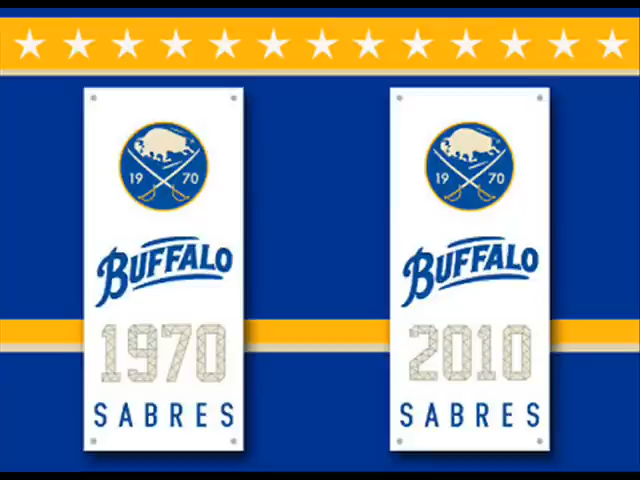 19 70
BUFFALO
1970
SABRES
19 70
BUFFALO
2010
SABRES